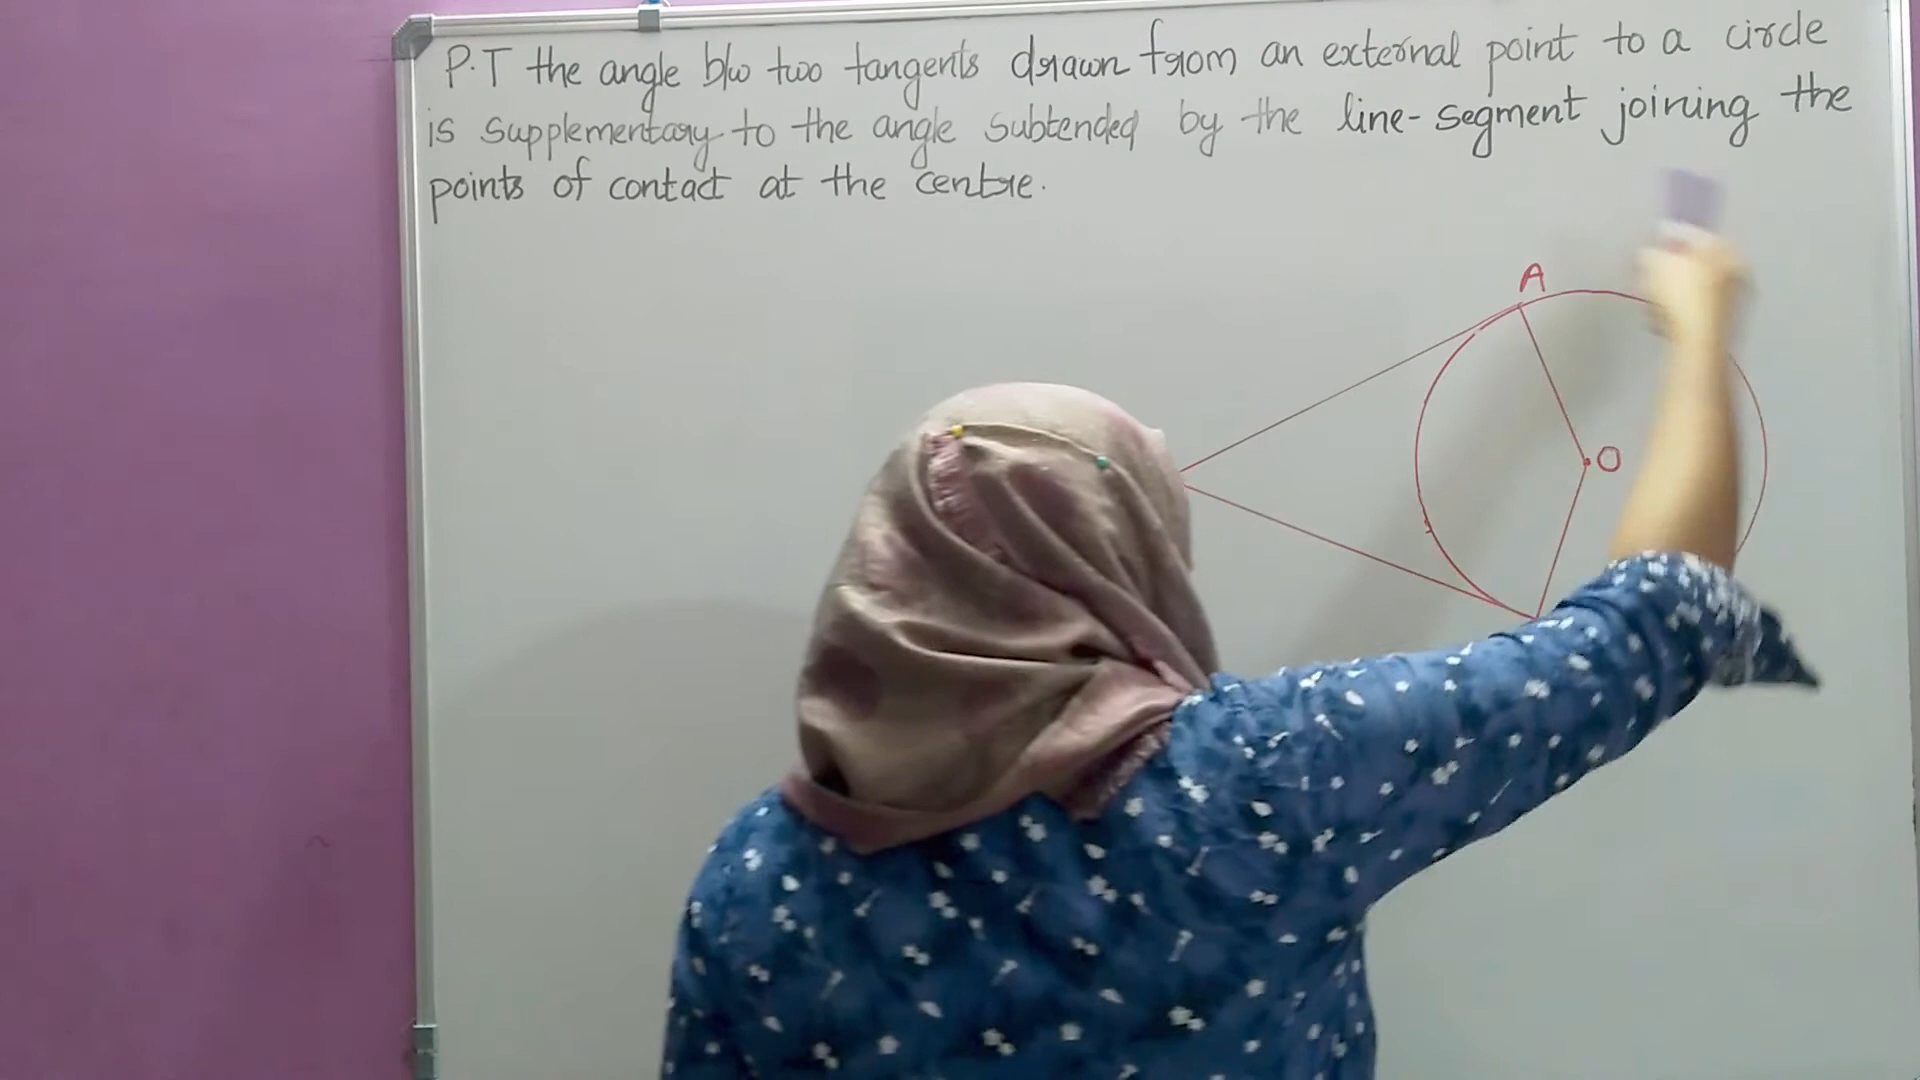 P.T the angle b/w two tangents drawn from an external point to a circle
is supplementary to the angle subtended by the line-segment joining the
points of contact at the centre.
A
O